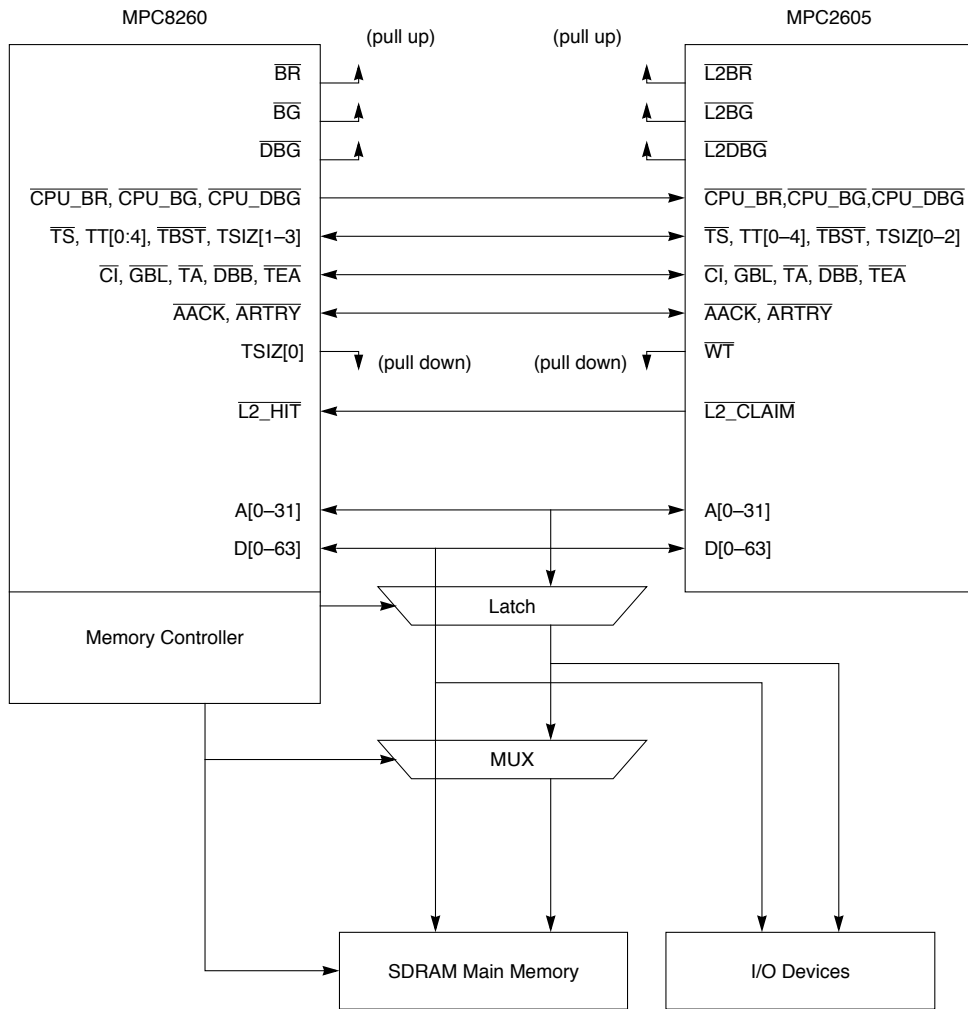 MPC8260 MPC2605
(pull up) (pull up)
BR L2BR
BG L2BG
DBG L2DBG
CPU_BR, CPU_BG, CPU_DBG CPU_BR,CPU_BG,CPU_DBG
TS, TT[0:4], TBST, TSIZ[1–3] TS, TT[0–4], TBST, TSIZ[0–2]
CI, GBL, TA, DBB, TEA CI, GBL, TA, DBB, TEA
AACK, ARTRY AACK, ARTRY
TSIZ[0] (pull down) (pull down) WT
L2_HIT L2_CLAIM
A[0–31] A[0–31]
D[0–63] D[0–63]
Latch
Memory Controller
MUX
SDRAM Main Memory I/O Devices